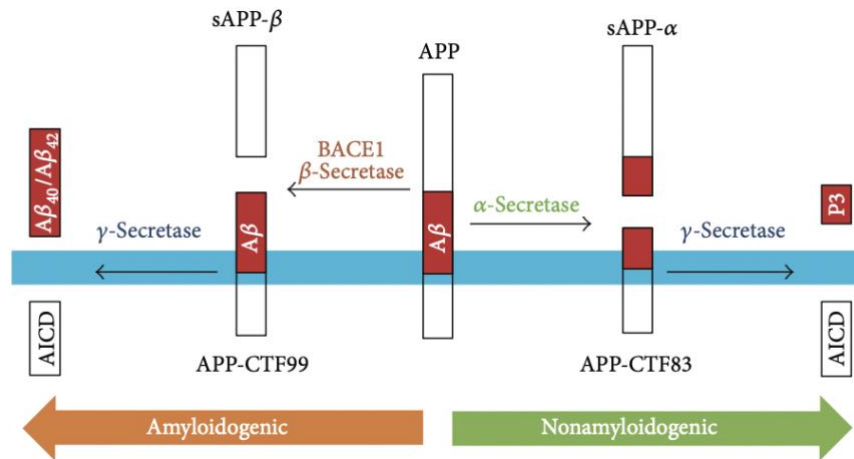 sAPP-β
APP
sAPP-α
Aβ40/Aβ42
BACE1
β-Secretase
α-Secretase
P3
γ-Secretase
Aβ
Aβ
γ-Secretase
AICD
APP-CTF99
APP-CTF83
AICD
Amyloidogenic
Nonamyloidogenic